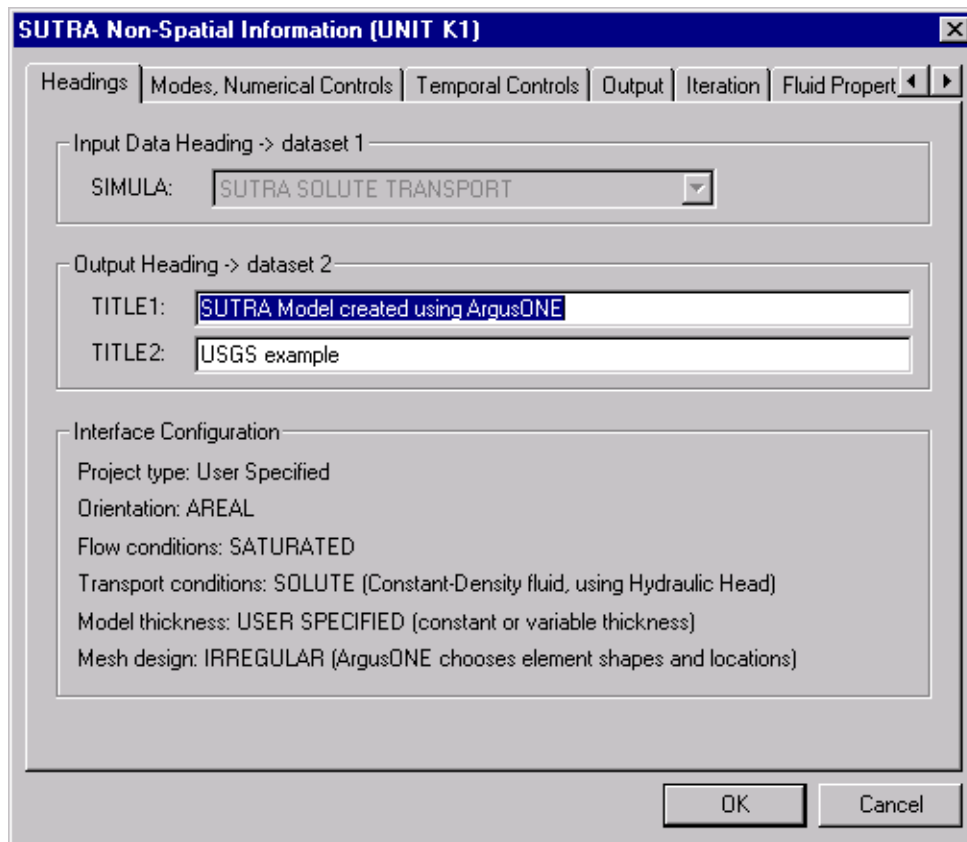 SUTRA Non-Spatial Information (UNIT K1)
Headings Modes, Numerical Controls Temporal Controls Output Iteration Fluid Propert
Input Data Heading -> dataset 1
SIMULA: SUTRA SOLUTE TRANSPORT
Output Heading -> dataset 2
TITLE1: SUTRA Model created using ArgusONE
TITLE2: USGS example
Interface Configuration
Project type: User Specified
Orientation: AREAL
Flow conditions: SATURATED
Transport conditions: SOLUTE (Constant-Density fluid, using Hydraulic Head)
Model thickness: USER SPECIFIED (constant or variable thickness)
Mesh design: IRREGULAR (ArgusONE chooses element shapes and locations)
OK Cancel